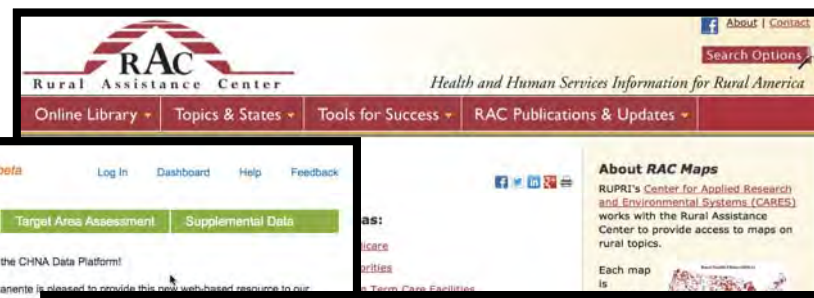 About | Contact
Search Options
RAC
Rural Assistance Center
Health and Human Services Information for Rural America
Online Library
Topics & States
Tools for Success
RAC Publications & Updates
beta
Log In
Dashboard
Help
Feedback
Target Area Assessment
Supplemental Data
the CHNA Data Platform!
is pleased to provide this new web-based resource to our
as:
Term Care Facilities
About RAC Maps
RUPRI's Center for Applied Research
and Environmental Systems (CARES)
works with the Rural Assistance
Center to provide access to maps on
rural topics.
Each map
is